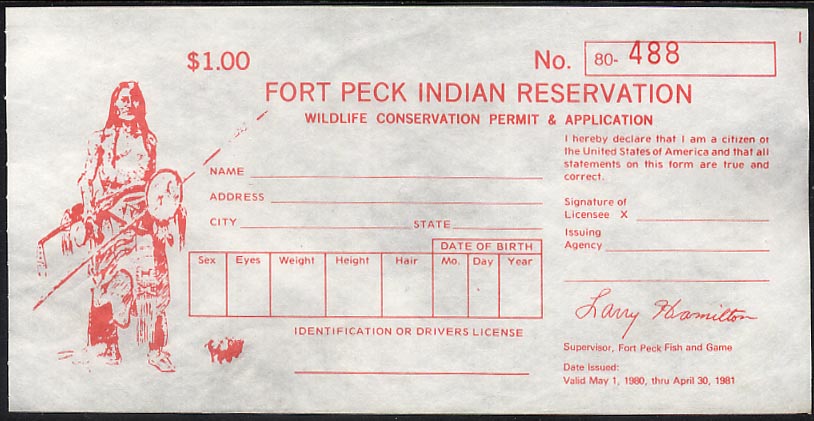 $1.00
No. 80- 488
FORT PECK INDIAN RESERVATION
WILDLIFE CONSERVATION PERMIT & APPLICATION
I hereby declare that I am a citizen of
the United States of America and that all
statements on this form are true and
correct.
NAME
ADDRESS
CITY STATE
Signature of
Licensee X
Issuing
Agency
DATE OF BIRTH
Sex Eyes Weight Height Hair Mo. Day Year
IDENTIFICATION OR DRIVERS LICENSE
Larry Hamilton
Supervisor, Fort Peck Fish and Game
Date Issued:
Valid May 1, 1980, thru April 30, 1981